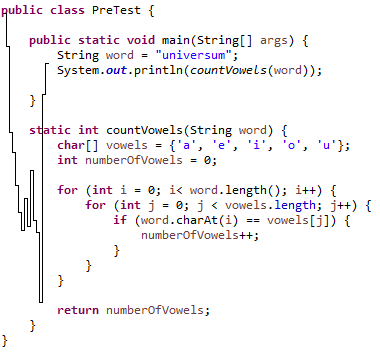 public class PreTest {
public static void main(String[] args) {
String word = "universum";
System.out.println(countVowels(word));
}
static int countVowels(String word) {
char[] vowels = {'a', 'e', 'i', 'o', 'u'};
int numberOfVowels = 0;
for (int i = 0; i< word.length(); i++) {
for (int j = 0; j < vowels.length; j++) {
if (word.charAt(i) == vowels[j]) {
numberOfVowels++;
}
}
}
return numberOfVowels;
}
}